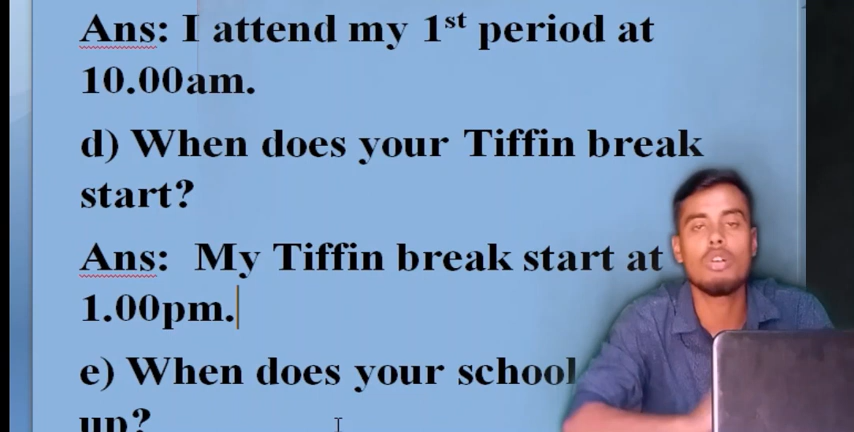 Ans: I attend my 1st period at
10.00am.
d) When does your Tiffin break
start?
Ans: My Tiffin break start at
1.00pm.
e) When does your school
up?